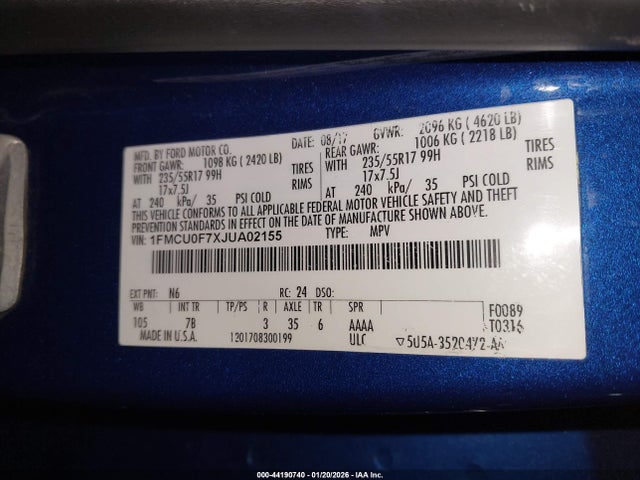 MFD. BY FORD MOTOR CO. DATE: 08/17 GVWR: 2096 KG ( 4620 LB)
FRONT GAWR: 1098 KG ( 2420 LB) REAR GAWR: 1006 KG ( 2218 LB)
WITH 235/55R17 99H TIRES WITH 235/55R17 99H TIRES
17x7.5J RIMS 17x7.5J RIMS
AT 240 kPa/ 35 PSI COLD AT 240 kPa/ 35 PSI COLD
THIS VEHICLE CONFORMS TO ALL APPLICABLE FEDERAL MOTOR VEHICLE SAFETY AND THEFT
PREVENTION STANDARDS IN EFFECT ON THE DATE OF MANUFACTURE SHOWN ABOVE.
VIN: 1FMCU0F7XJUA02155 TYPE: MPV
EXT PNT: N6 RC: 24 DSO:
WB INT TR TP/PS R AXLE TR SPR F0089
105 7B 3 35 6 AAAA T0316
MADE IN U.S.A. 1201708300199 ULC
000-44190740 - 01/20/2026 - IAAI/Copart